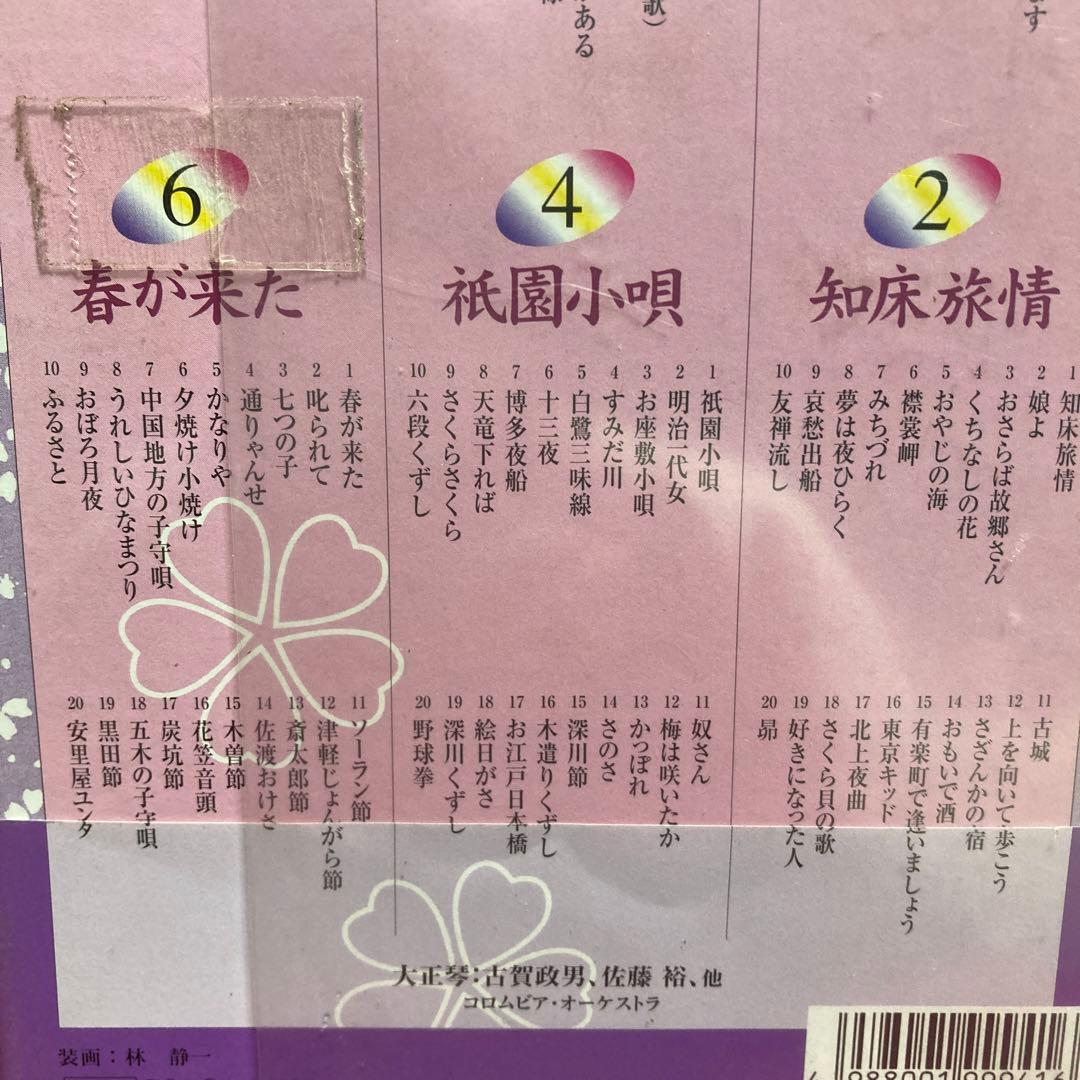 ます
歌）
がある
2
知床旅情
1 知床旅情
2 娘よ
3 おさらば故郷さん
4 くちなしの花
5 おやじの海
6 襟裳岬
7 みちづれ
8 夢は夜ひらく
9 哀愁出船
10 友禅流し
11 古城
12 上を向いて歩こう
13 さざんかの宿
14 おもいで酒
15 有楽町で逢いましょう
16 東京キッド
17 北上夜曲
18 さくら貝の歌
19 好きになった人
20 昴
4
祇園小唄
1 祇園小唄
2 明治一代女
3 お座敷小唄
4 すみだ川
5 白鷺三味線
6 十三夜
7 博多夜船
8 天竜下れば
9 さくらさくら
10 六段くずし
11 奴さん
12 梅は咲いたか
13 かっぽれ
14 さのさ
15 深川節
16 木遣りくずし
17 お江戸日本橋
18 絵日がさ
19 深川くずし
20 野球拳
6
春が来た
1 春が来た
2 叱られて
3 七つの子
4 通りゃんせ
5 かなりや
6 夕焼け小焼け
7 中国地方の子守唄
8 うれしいひなまつり
9 おぼろ月夜
10 ふるさと
11 ソーラン節
12 津軽じょんがら節
13 斎太郎節
14 佐渡おけさ
15 木曽節
16 花笠音頭
17 炭坑節
18 五木の子守唄
19 黒田節
20 安里屋ユンタ
大正琴：古賀政男、佐藤 裕、他
コロムビア・オーケストラ
装画：林 静一